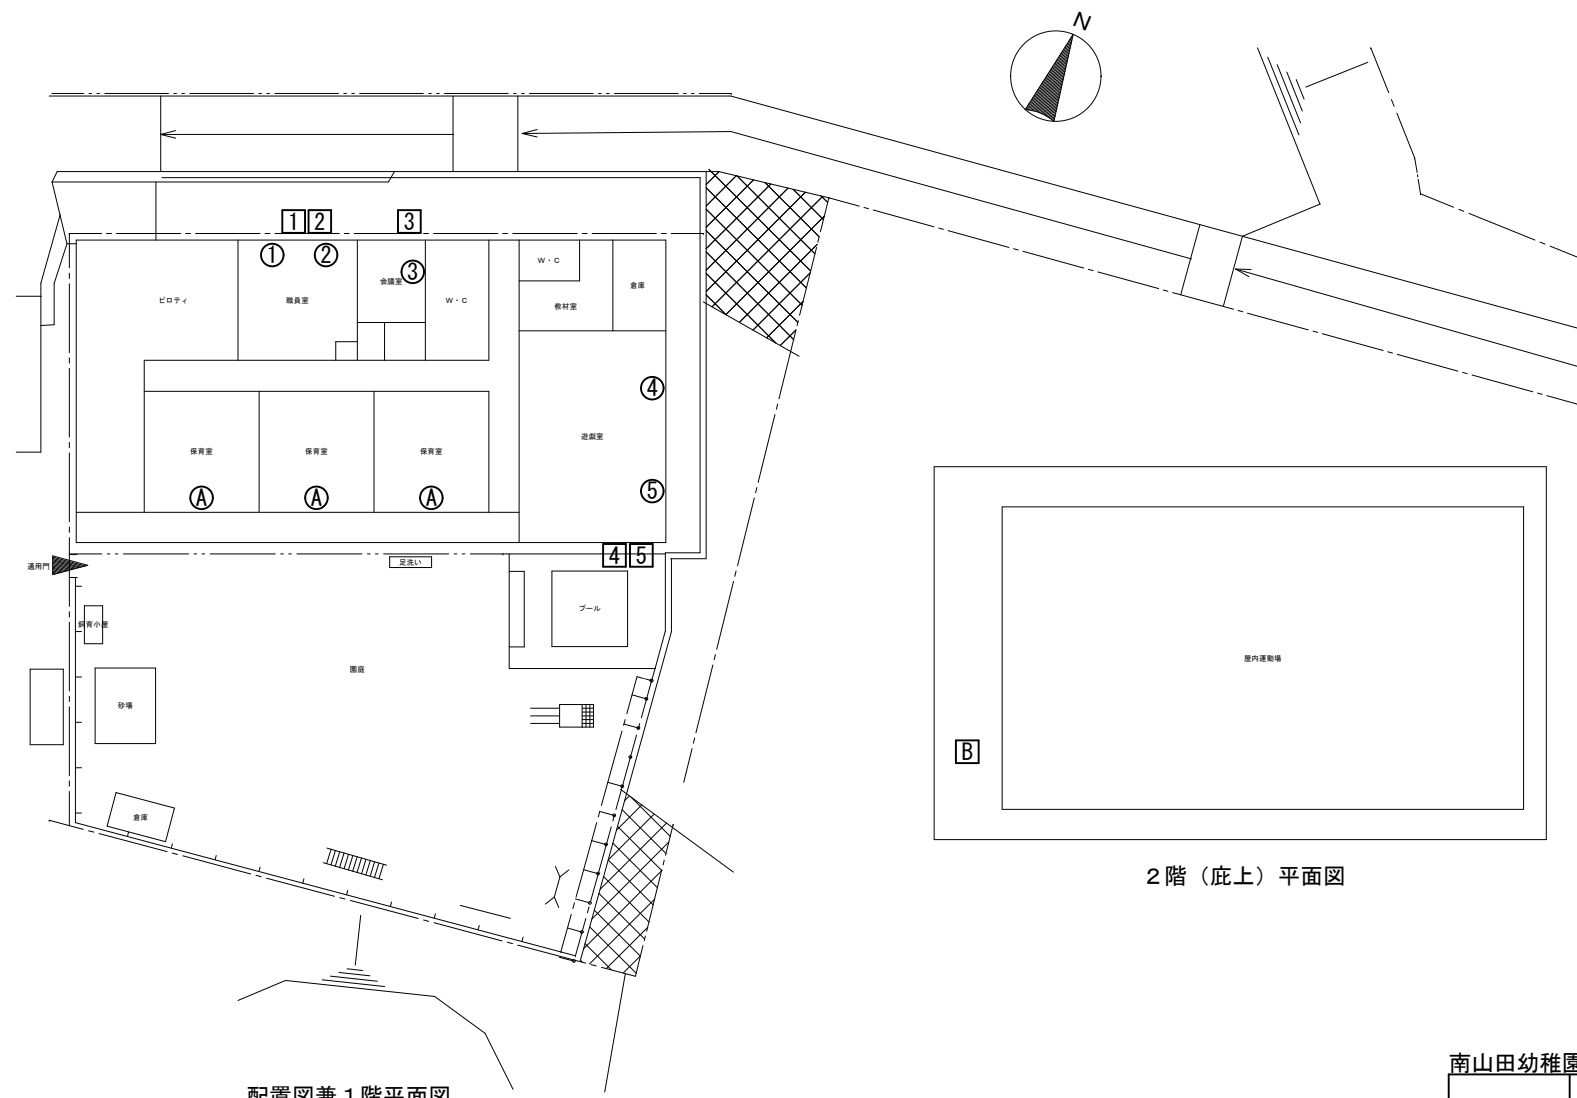 N
1 2 3
① ② ③
W・C
会議室
倉庫
ピロティ
職員室
W・C
教材室
④
遊戯室
保育室
保育室
保育室
Ⓐ Ⓐ Ⓐ
⑤
4 5
通用門
足洗い
プール
飼育小屋
園庭
砂場
倉庫
屋内運動場
B
2階（庇上）平面図
南山田幼稚園
配置図兼1階平面図